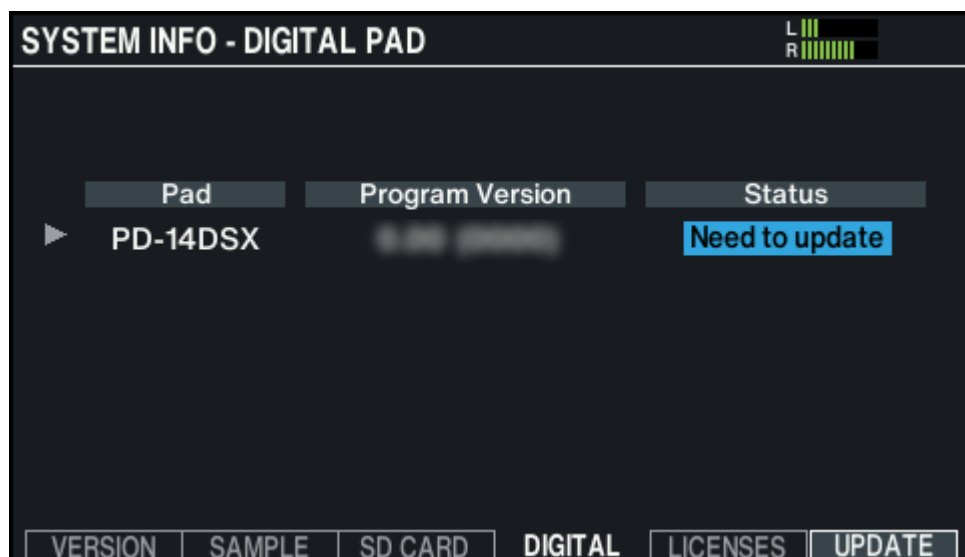 SYSTEM INFO - DIGITAL PAD
L
R
Pad Program Version Status
PD-14DSX Need to update
VERSION SAMPLE SD CARD DIGITAL LICENSES UPDATE